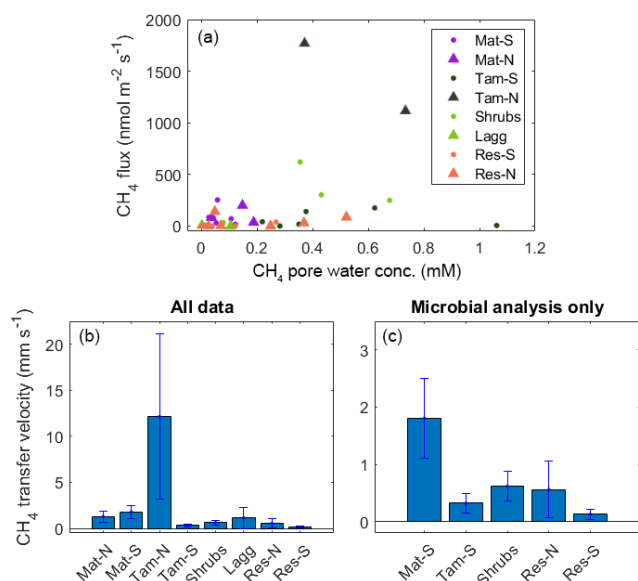 (a)
2000
1500
1000
500
0
CH4 flux (nmol m-2 s-1)
0 0.2 0.4 0.6 0.8 1 1.2
CH4 pore water conc. (mM)
Mat-S
Mat-N
Tam-S
Tam-N
Shrubs
Lagg
Res-S
Res-N
All data
(b)
20
15
10
5
0
CH4 transfer velocity (mm s-1)
Mat-N Mat-S Tam-N Tam-S Shrubs Lagg Res-N Res-S
Microbial analysis only
(c)
3
2
1
0
Mat-S Tam-S Shrubs Res-N Res-S